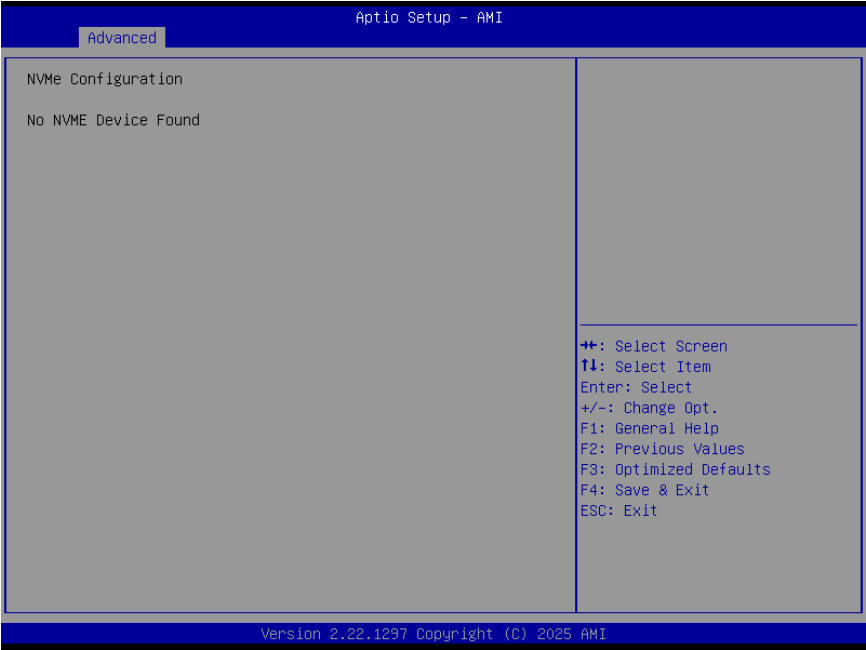 Aptio Setup – AMI
Advanced
NVMe Configuration
No NVME Device Found
→←: Select Screen
↑↓: Select Item
Enter: Select
+/-: Change Opt.
F1: General Help
F2: Previous Values
F3: Optimized Defaults
F4: Save & Exit
ESC: Exit
Version 2.22.1297 Copyright (C) 2025 AMI